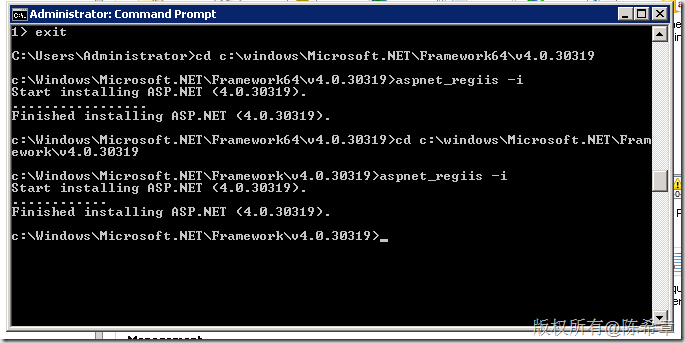 Administrator: Command Prompt
1> exit
C:\Users\Administrator>cd c:\windows\Microsoft.NET\Framework64\v4.0.30319
c:\Windows\Microsoft.NET\Framework64\v4.0.30319>aspnet_regiis -i
Start installing ASP.NET (4.0.30319).
.................
Finished installing ASP.NET (4.0.30319).
c:\Windows\Microsoft.NET\Framework64\v4.0.30319>cd c:\windows\Microsoft.NET\Fram
ework\v4.0.30319
c:\Windows\Microsoft.NET\Framework\v4.0.30319>aspnet_regiis -i
Start installing ASP.NET (4.0.30319).
............
Finished installing ASP.NET (4.0.30319).
c:\Windows\Microsoft.NET\Framework\v4.0.30319>_
版权所有@陈希章